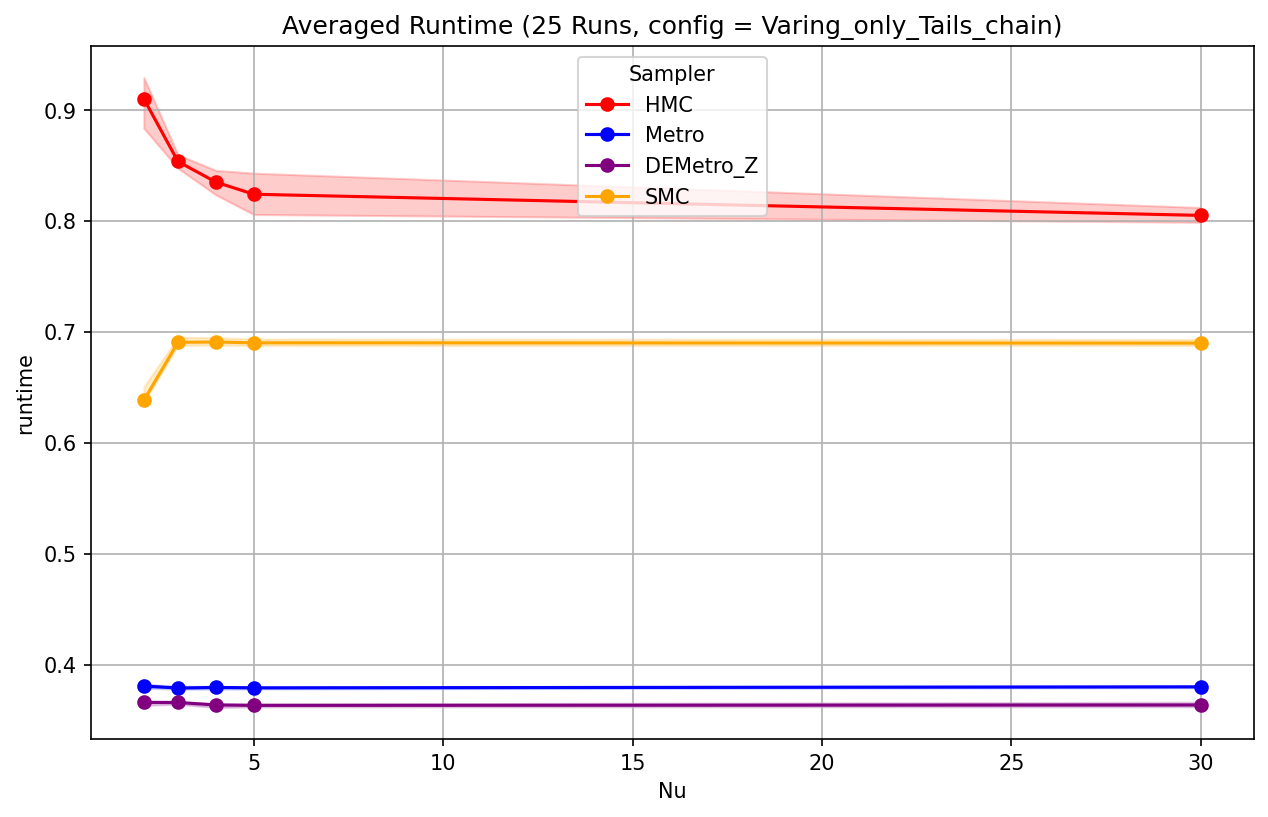 Averaged Runtime (25 Runs, config = Varing_only_Tails_chain)
Sampler
HMC
Metro
DEMetro_Z
SMC
runtime
0.9
0.8
0.7
0.6
0.5
0.4
5 10 15 20 25 30
Nu